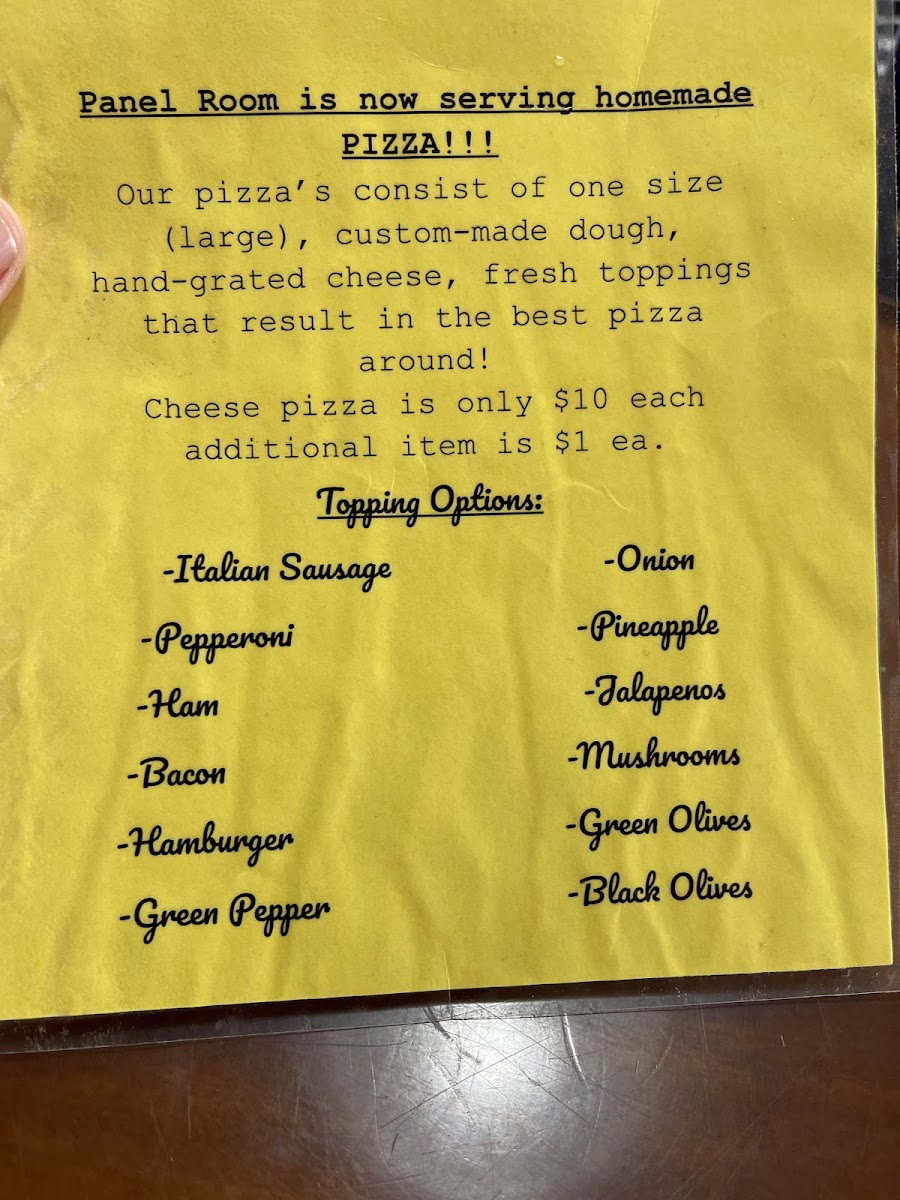 Panel Room is now serving homemade
PIZZA!!!
Our pizza’s consist of one size
(large), custom-made dough,
hand-grated cheese, fresh toppings
that result in the best pizza
around!
Cheese pizza is only $10 each
additional item is $1 ea.
Topping Options:
-Italian Sausage
-Pepperoni
-Ham
-Bacon
-Hamburger
-Green Pepper
-Onion
-Pineapple
-Jalapenos
-Mushrooms
-Green Olives
-Black Olives